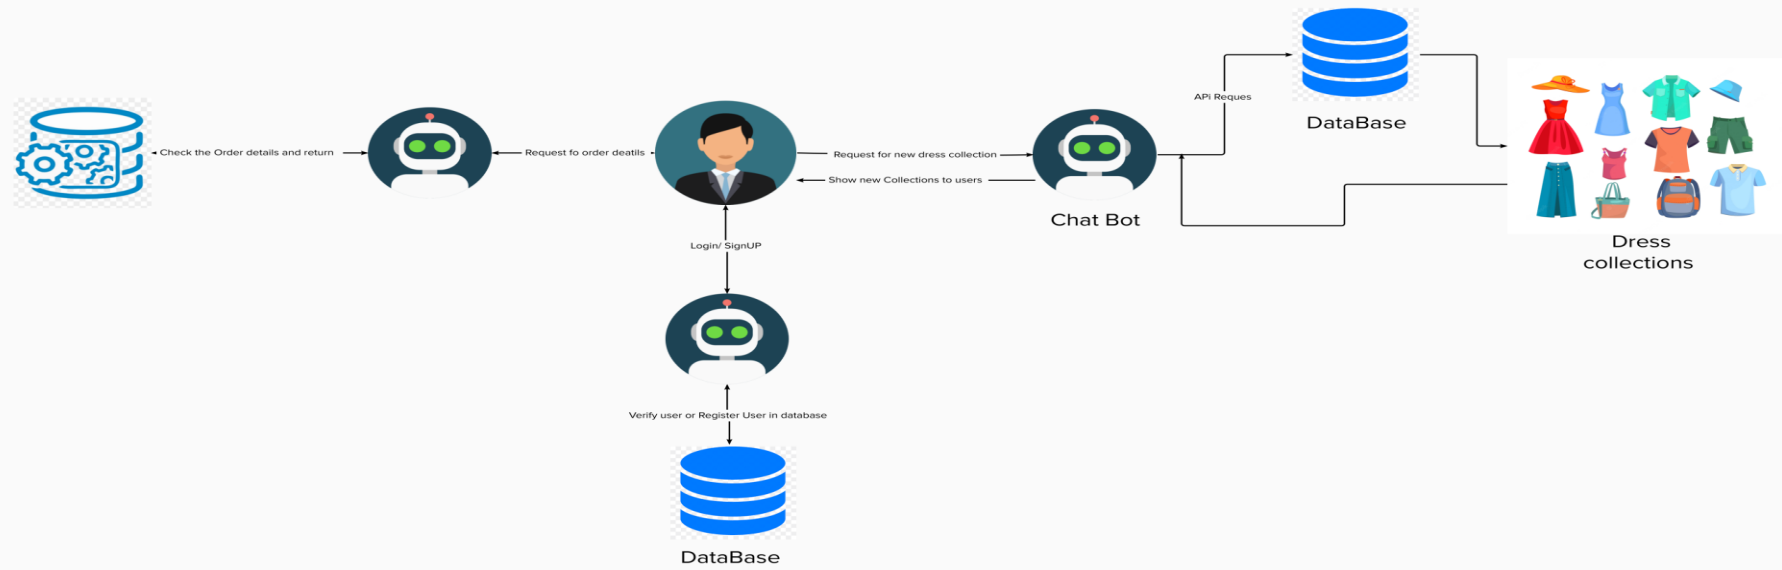 APi Reques
DataBase
Check the Order details and return
Request fo order deatils
Request for new dress collection
Show new Collections to users
Chat Bot
Dress
collections
Login/ SignUP
Verify user or Register User in database
DataBase